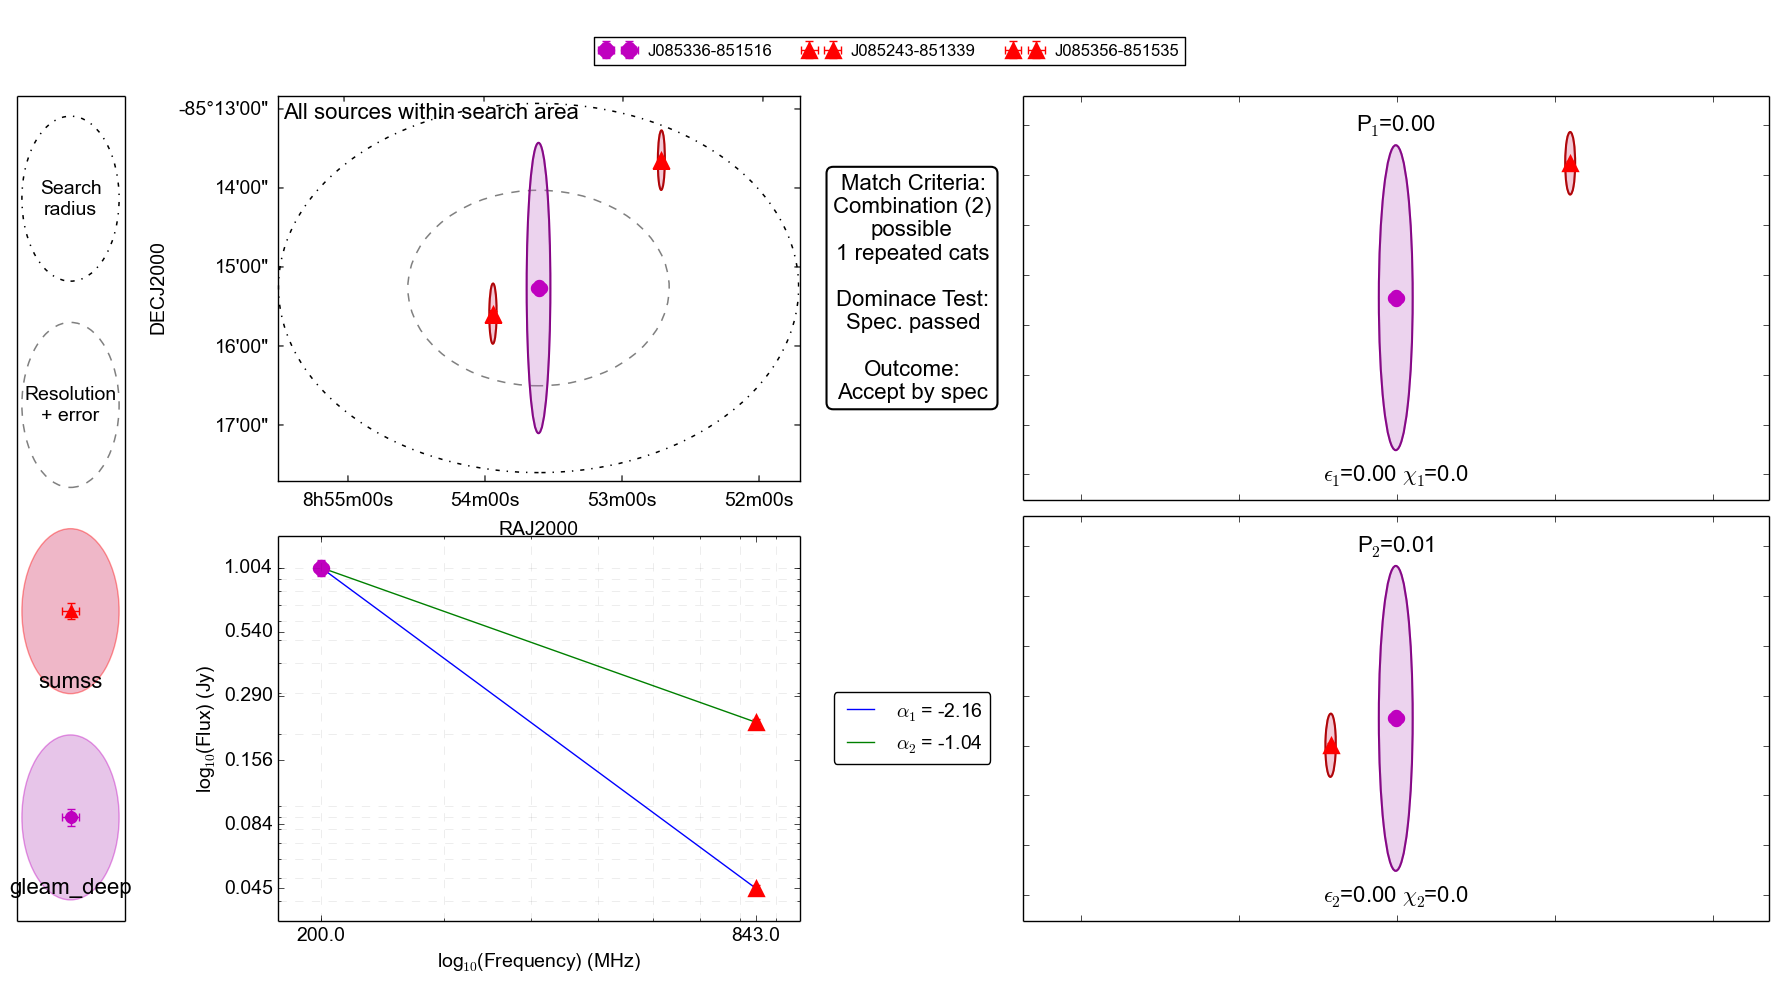 J085336-851516
J085243-851339
J085356-851535
Search
radius
Resolution
+ error
sumss
gleam_deep
All sources within search area
DECJ2000
-85°13'00"
14'00"
15'00"
16'00"
17'00"
8h55m00s
54m00s
53m00s
52m00s
RAJ2000
Match Criteria:
Combination (2)
possible
1 repeated cats
Dominace Test:
Spec. passed
Outcome:
Accept by spec
P₁=0.00
ϵ₁=0.00 χ₁=0.0
log₁₀(Flux) (Jy)
1.004
0.540
0.290
0.156
0.084
0.045
200.0
843.0
log₁₀(Frequency) (MHz)
α₁ = -2.16
α₂ = -1.04
P₂=0.01
ϵ₂=0.00 χ₂=0.0